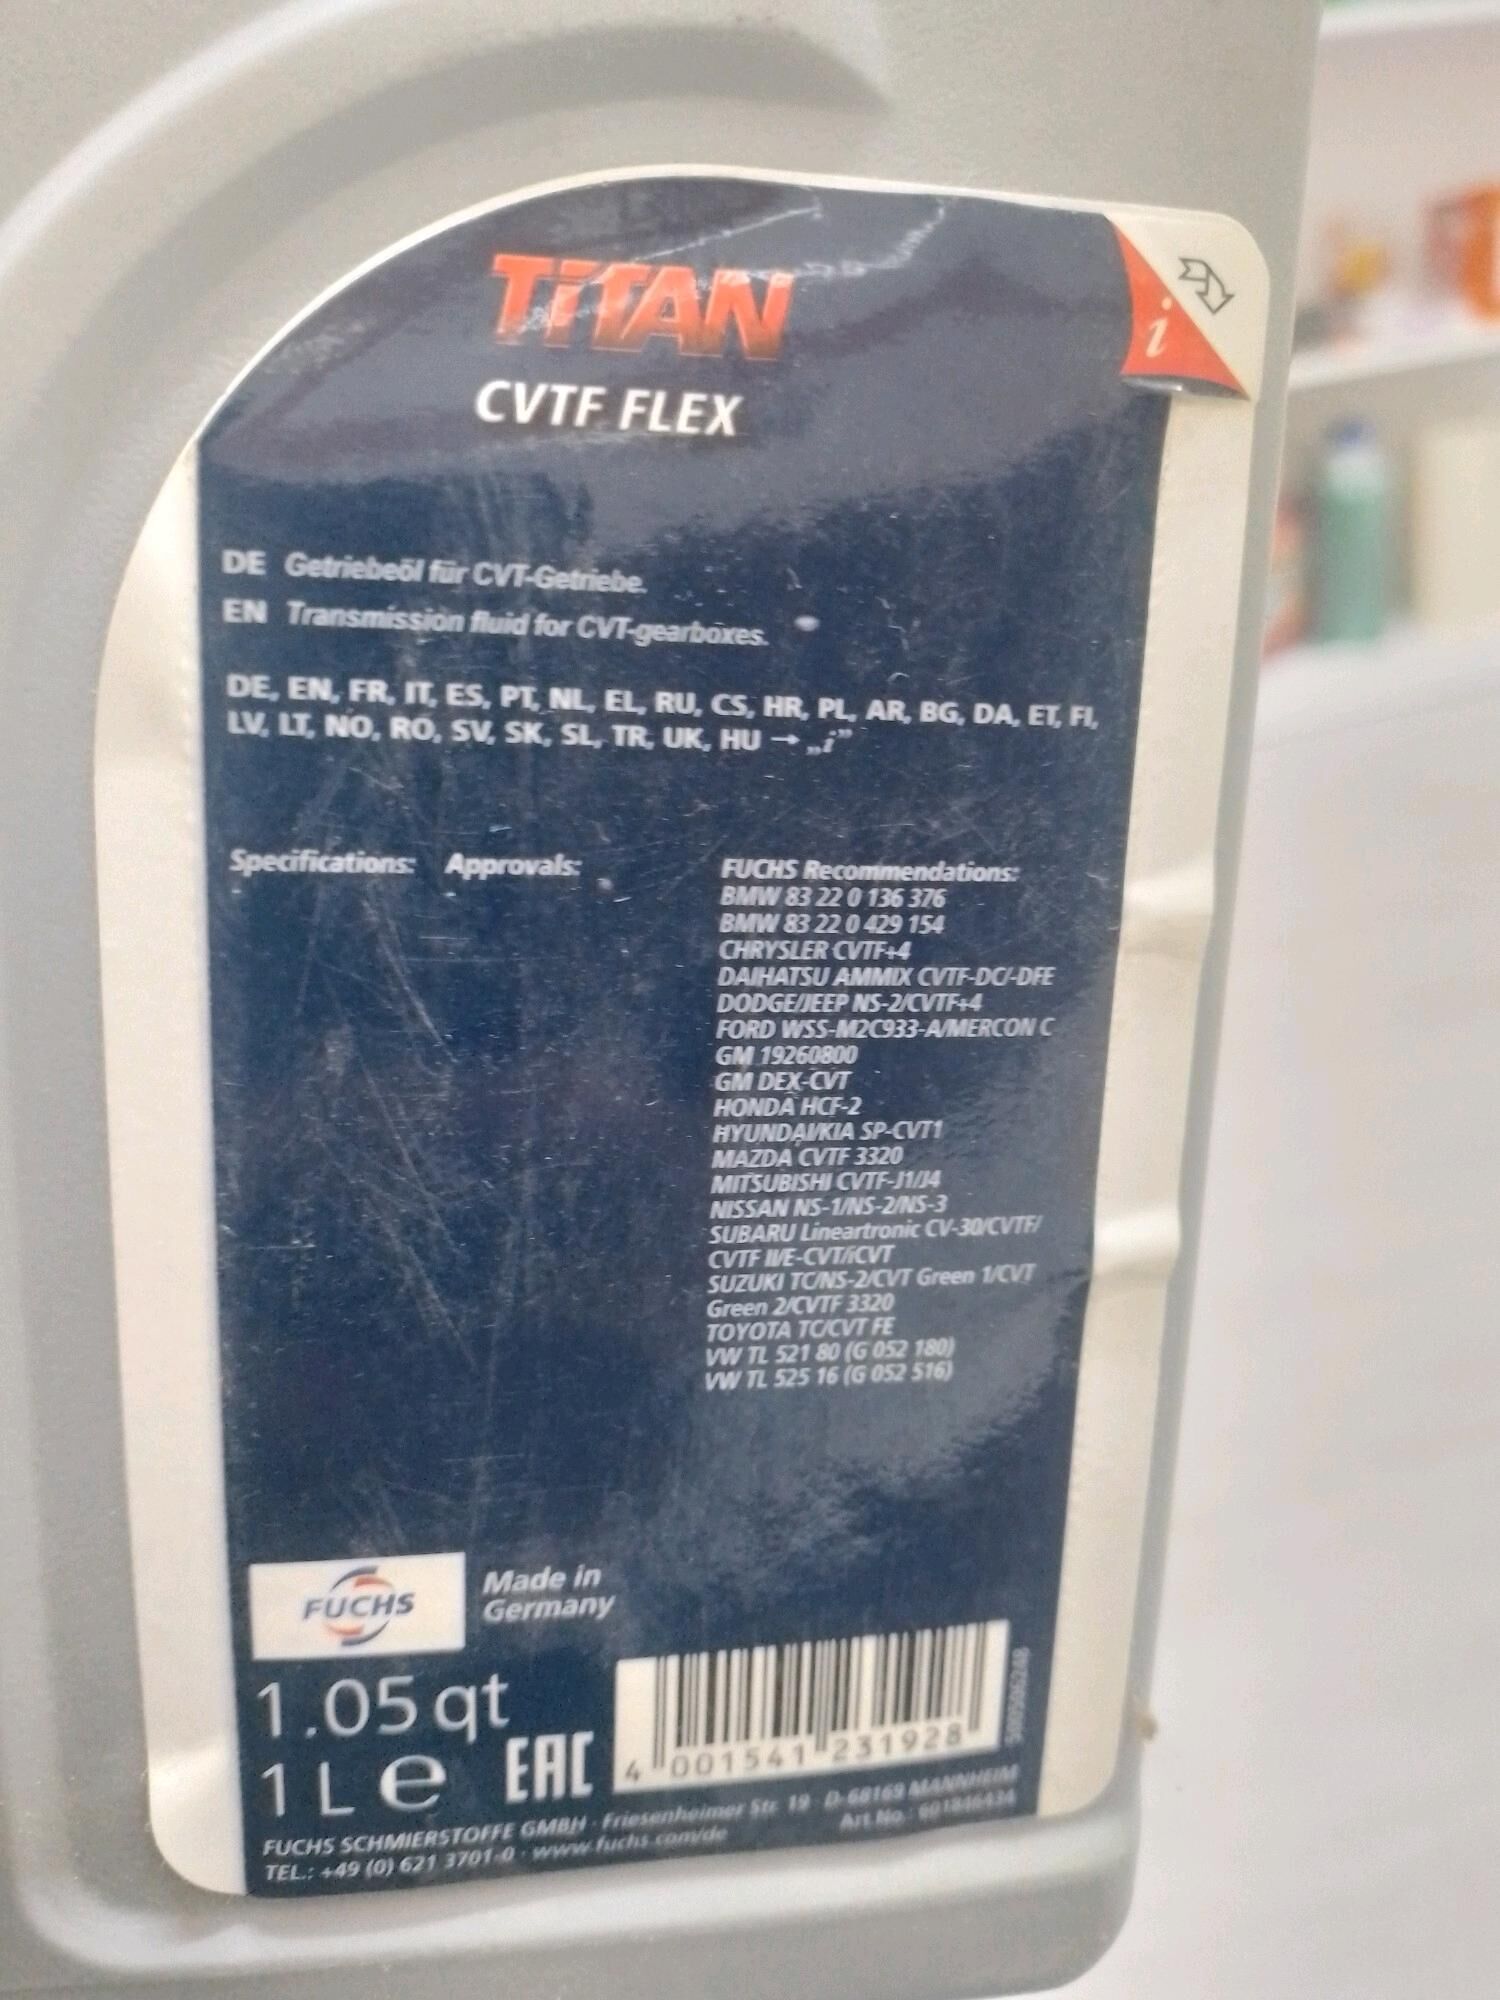 TiTAN
CVTF FLEX
i
DE Getriebeöl für CVT-Getriebe.
EN Transmission fluid for CVT-gearboxes.
DE, EN, FR, IT, ES, PT, NL, EL, RU, CS, HR, PL, AR, BG, DA, ET, FI,
LV, LT, NO, RO, SV, SK, SL, TR, UK, HU → „i”
Specifications: Approvals:
FUCHS Recommendations:
BMW 83 22 0 136 376
BMW 83 22 0 429 154
CHRYSLER CVTF+4
DAIHATSU AMMIX CVTF-DC/-DFE
DODGE/JEEP NS-2/CVTF+4
FORD WSS-M2C933-A/MERCON C
GM 19260800
GM DEX-CVT
HONDA HCF-2
HYUNDAI/KIA SP-CVT1
MAZDA CVTF 3320
MITSUBISHI CVTF-J1/J4
NISSAN NS-1/NS-2/NS-3
SUBARU Lineartronic CV-30/CVTF/
CVTF II/E-CVT/iCVT
SUZUKI TC/NS-2/CVT Green 1/CVT
Green 2/CVTF 3320
TOYOTA TC/CVT FE
VW TL 521 80 (G 052 180)
VW TL 525 16 (G 052 516)
FUCHS
Made in
Germany
1.05 qt
1 L e EAC
4 001541 231928
FUCHS SCHMIERSTOFFE GMBH · Friesenheimer Str. 19 · D-68169 MANNHEIM
TEL.: +49 (0) 621 3701-0 · www.fuchs.com/de
Art.No.: